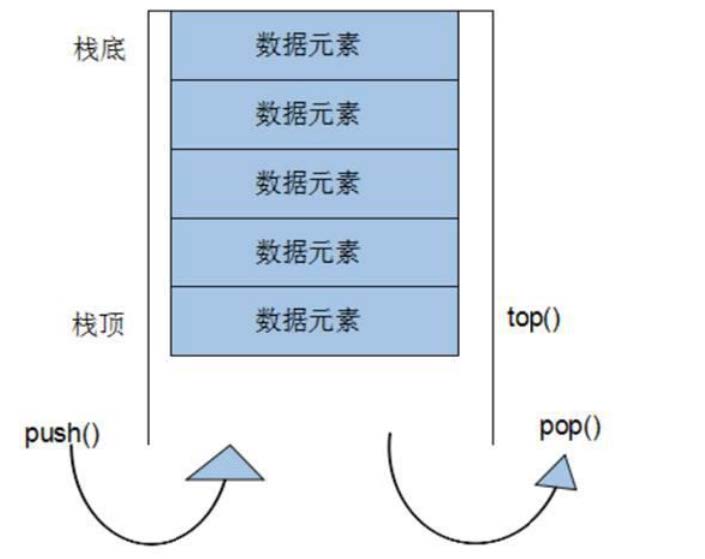 栈底
数据元素
数据元素
数据元素
数据元素
栈顶
数据元素
top()
push()
pop()